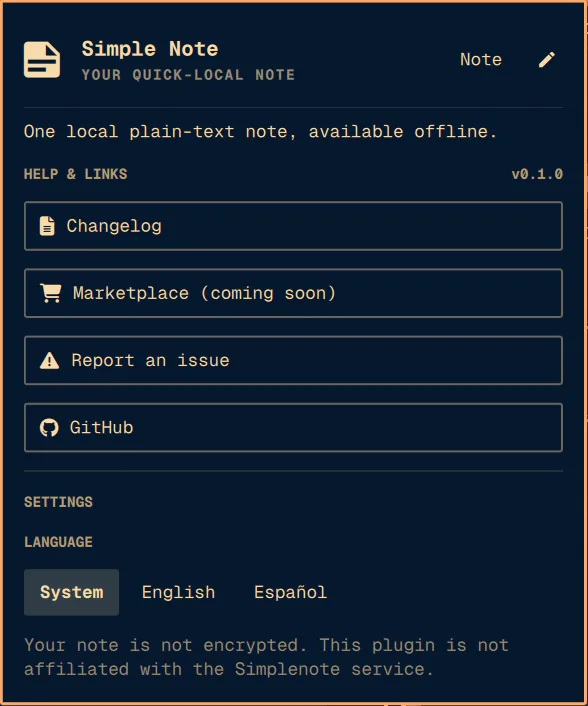 Simple Note
YOUR QUICK-LOCAL NOTE
Note
One local plain-text note, available offline.
HELP & LINKS
v0.1.0
Changelog
Marketplace (coming soon)
Report an issue
GitHub
SETTINGS
LANGUAGE
System
English
Español
Your note is not encrypted. This plugin is not
affiliated with the Simplenote service.